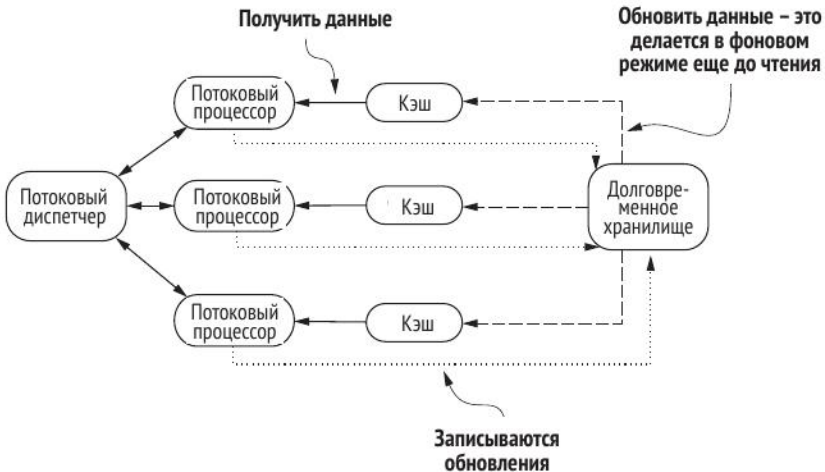 Получить данные
Обновить данные – это
делается в фоновом
режиме еще до чтения
Потоковый
процессор
Кэш
Потоковый
диспетчер
Потоковый
процессор
Кэш
Долговре-
менное
хранилище
Потоковый
процессор
Кэш
Записываются
обновления